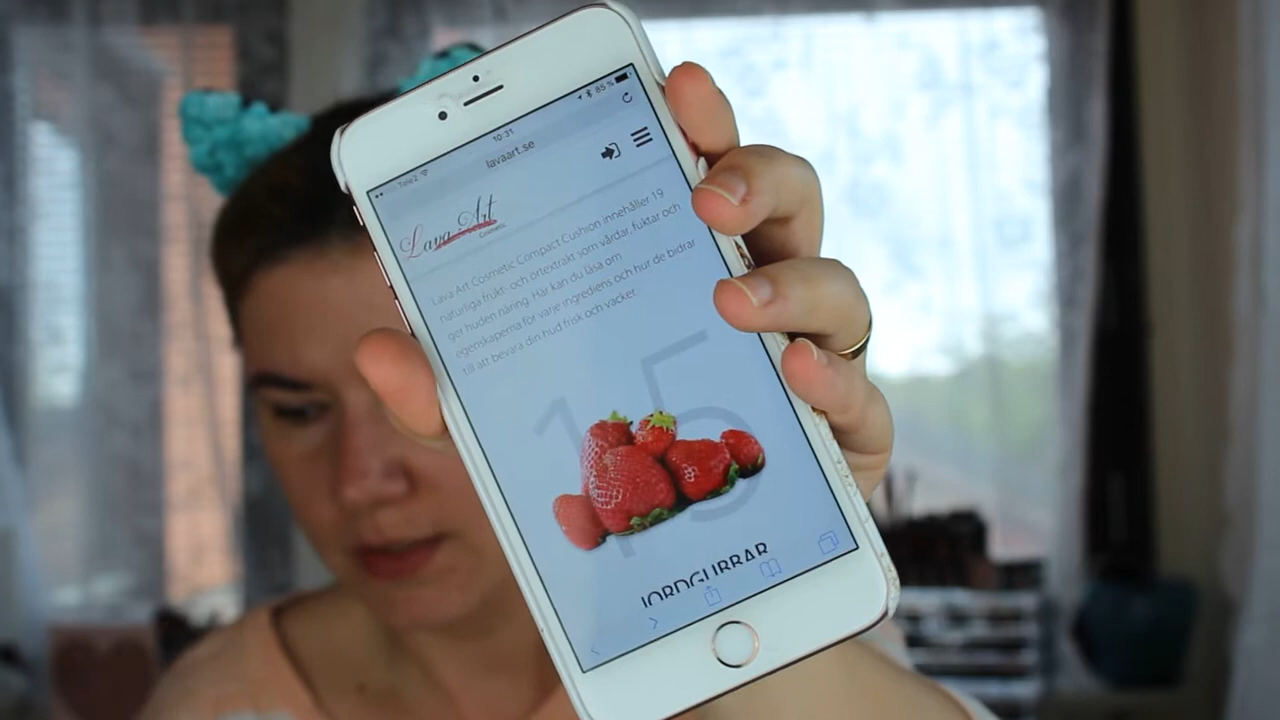 Tele2
10:31
85 %
lavaart.se
Lava Art
Cosmetic
Lava Art Cosmetic Compact Cushion innehåller 19
naturliga frukt- och örtextrakt som vårdar, fuktar och
ger huden näring. Här kan du läsa om
egenskaperna för varje ingrediens och hur de bidrar
till att bevara din hud frisk och vacker.
15
JORDGUBBAR